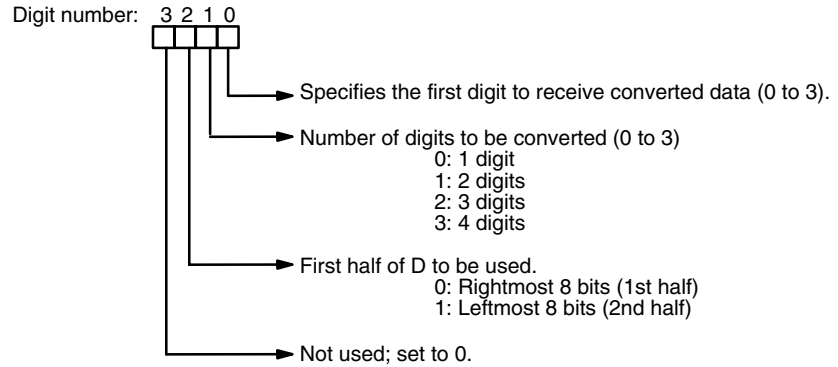 Digit number: 3 2 1 0
Specifies the first digit to receive converted data (0 to 3).
Number of digits to be converted (0 to 3)
0: 1 digit
1: 2 digits
2: 3 digits
3: 4 digits
First half of D to be used.
0: Rightmost 8 bits (1st half)
1: Leftmost 8 bits (2nd half)
Not used; set to 0.